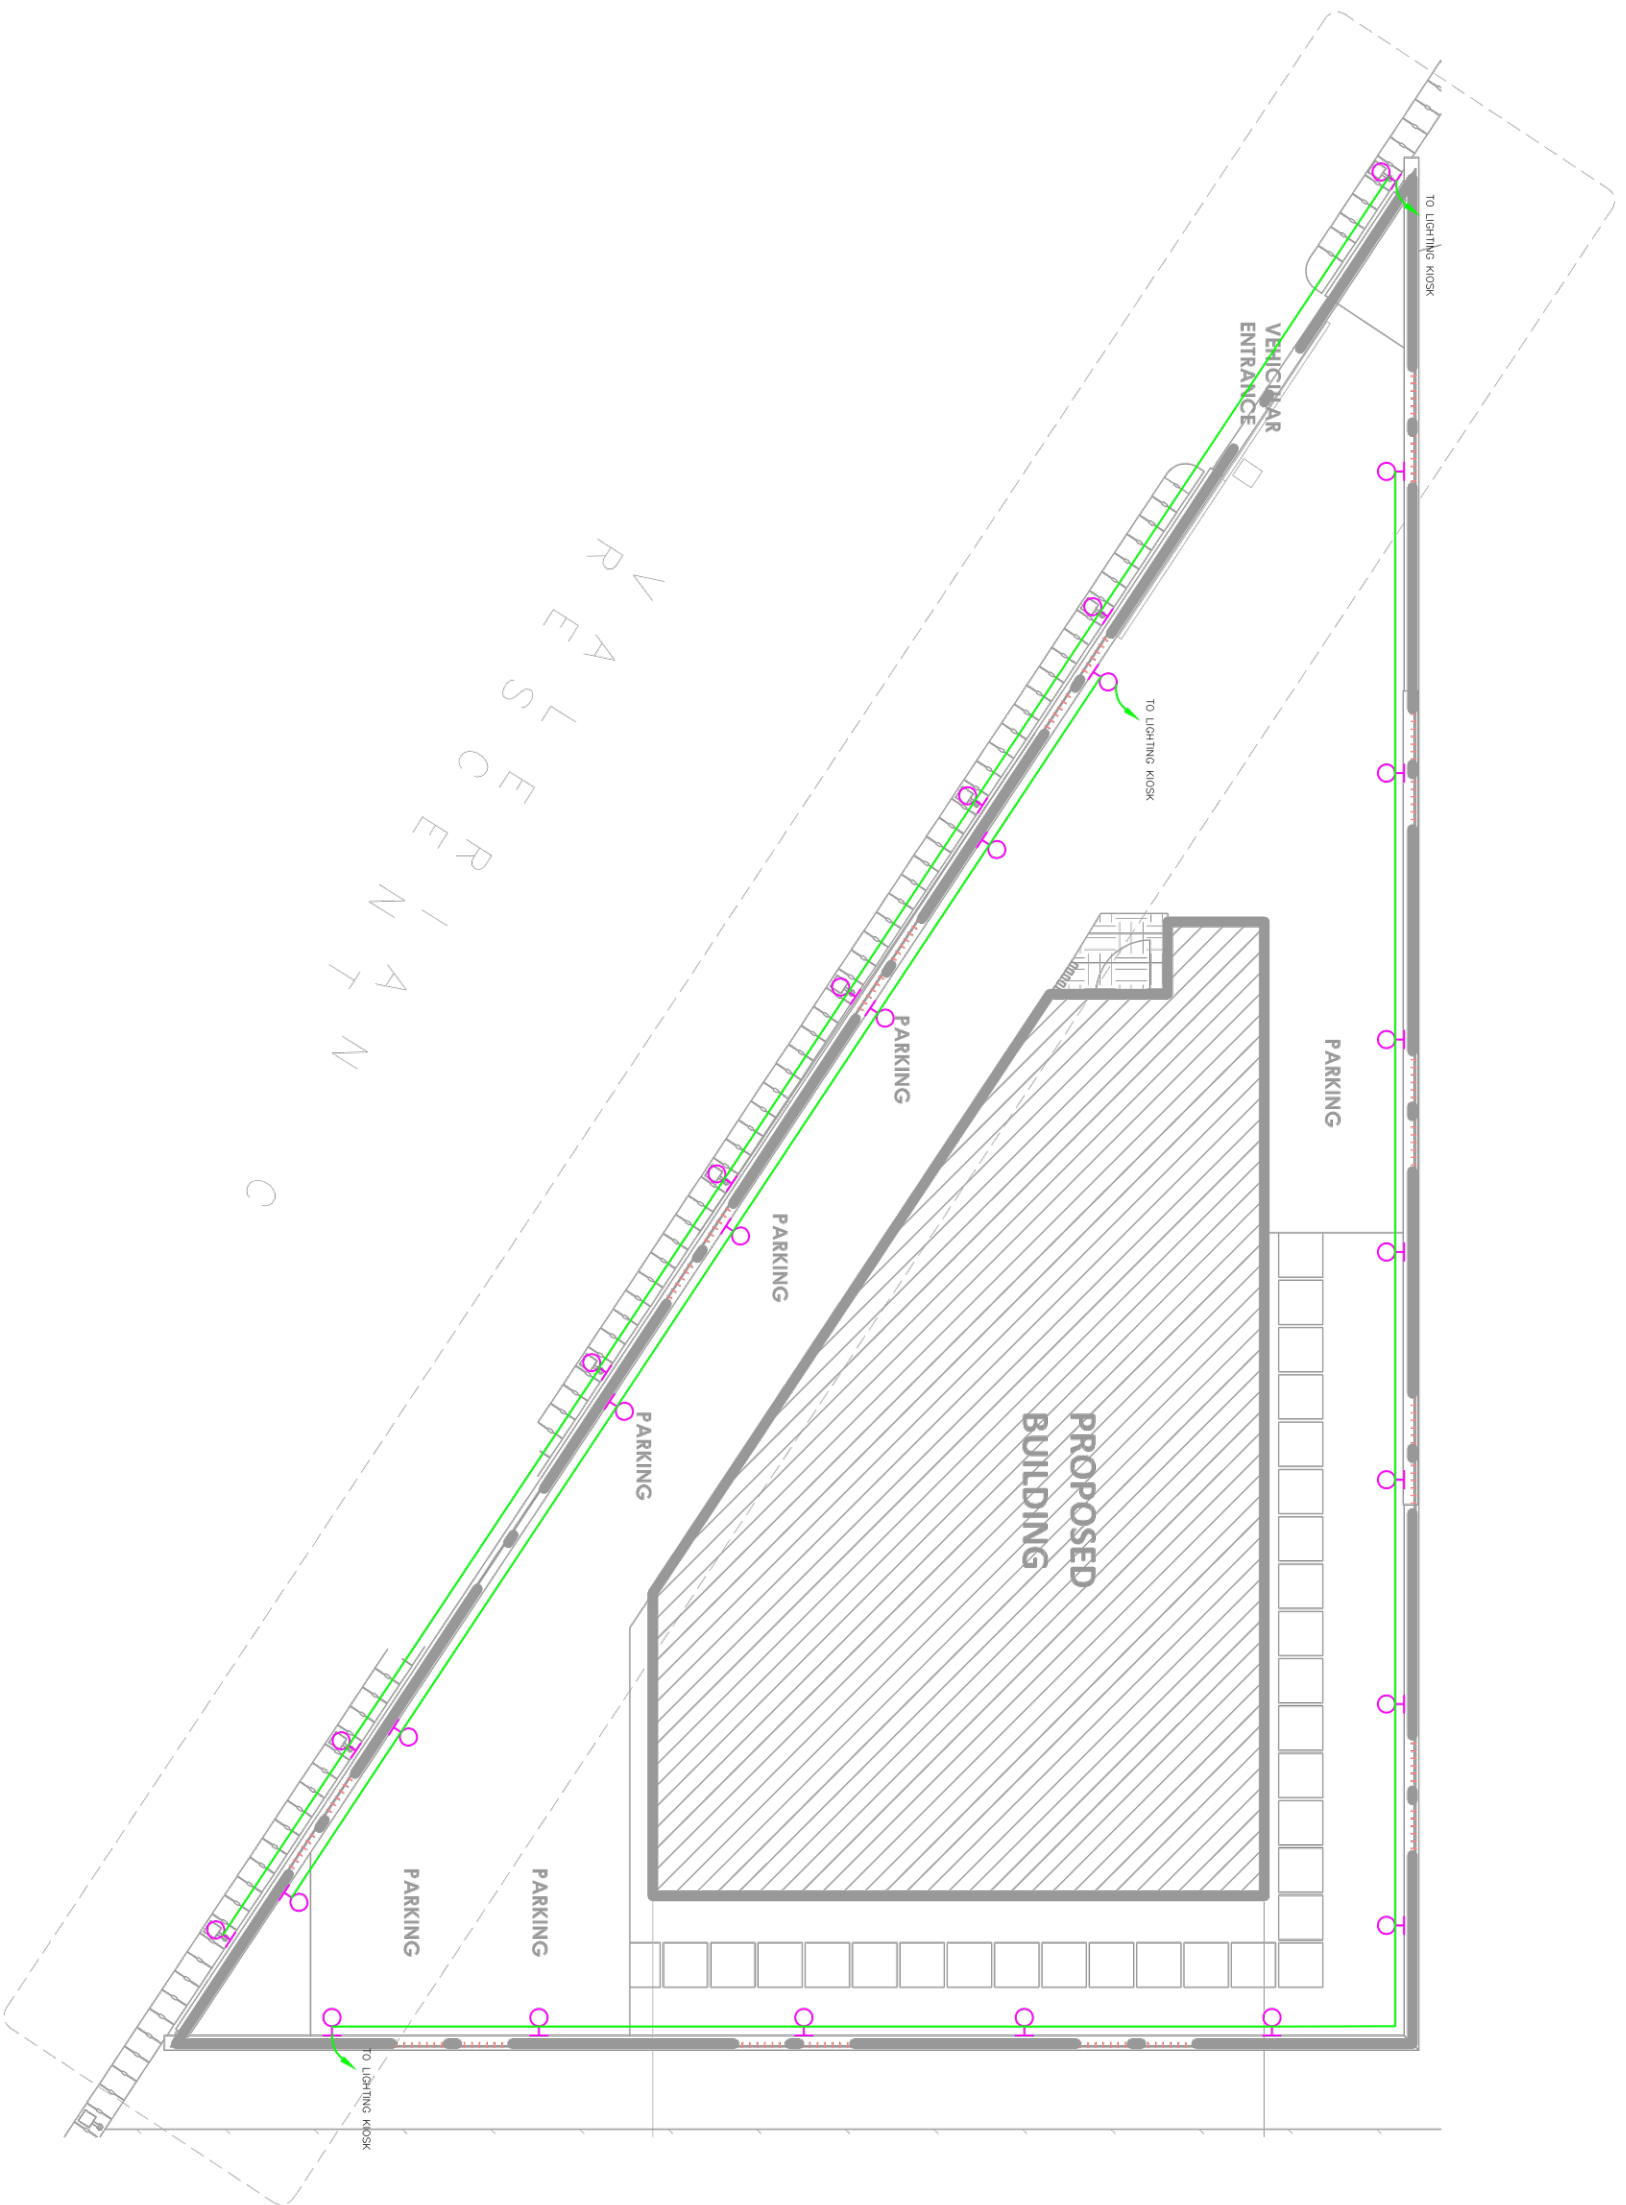 TO LIGHTING KIOSK
VEHICULAR
ENTRANCE
TO LIGHTING KIOSK
V A L E R I A N C
R E S C E N T
PARKING
PARKING
PARKING
PARKING
PROPOSED
BUILDING
PARKING
PARKING
TO LIGHTING KIOSK